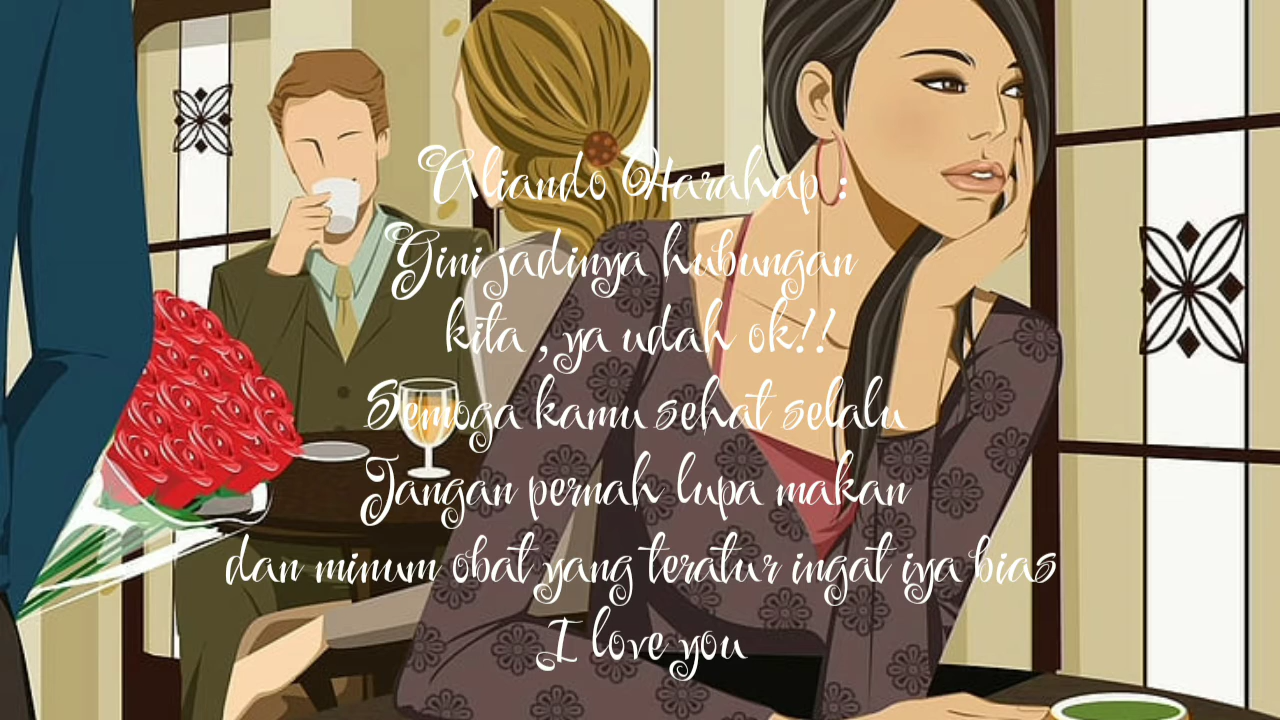 Aliando Harahap :
Gini jadinya hubungan
kita , ya udah ok!!
Semoga kamu sehat selalu
Jangan pernah lupa makan
dan minum obat yang teratur ingat iya bias
I love you